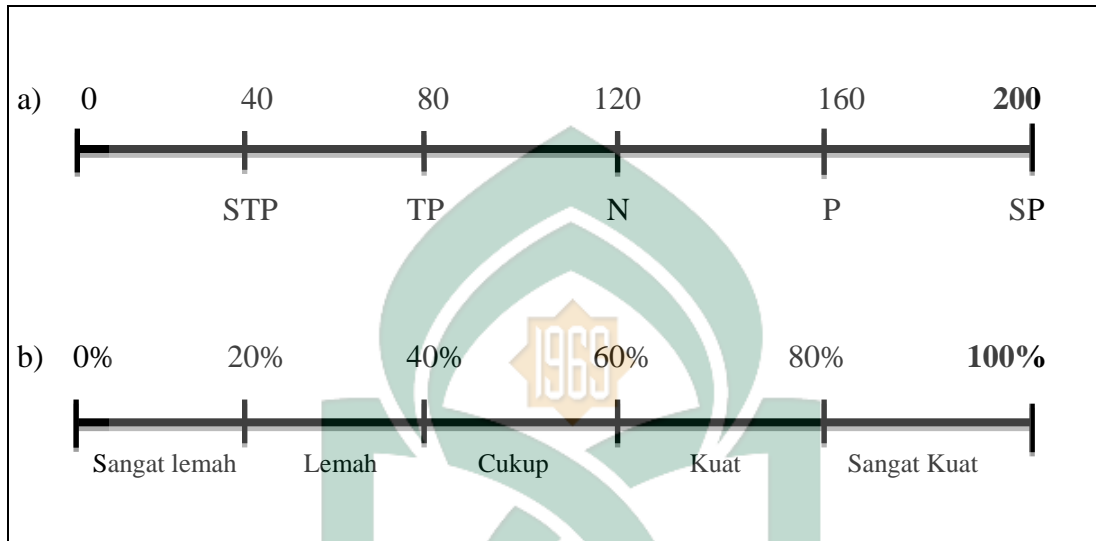 a) 0 40 80 120 160 200
STP TP N P SP
1969
b) 0% 20% 40% 60% 80% 100%
Sangat lemah Lemah Cukup Kuat Sangat Kuat